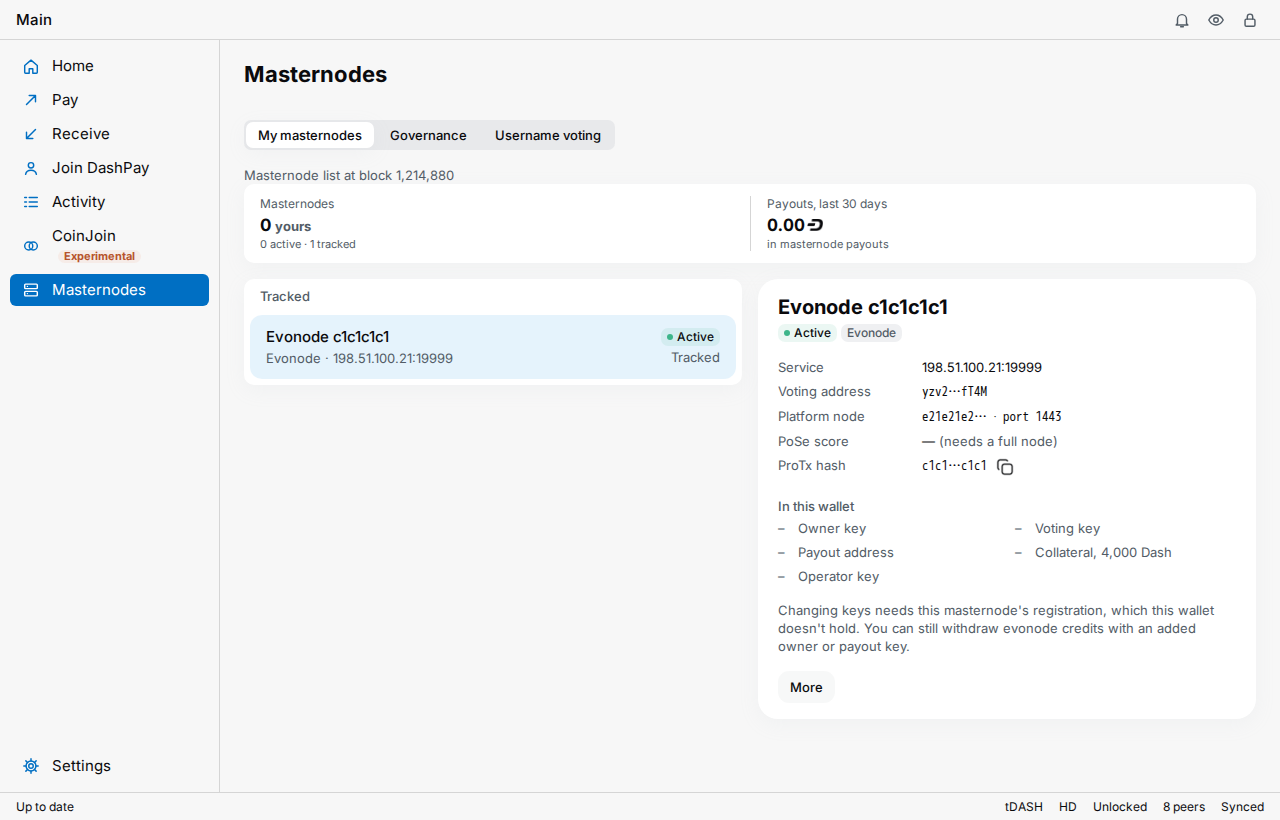 Main
Home
Pay
Receive
Join DashPay
Activity
CoinJoin
Experimental
Masternodes
Settings
Masternodes
My masternodes
Governance
Username voting
Masternode list at block 1,214,880
Masternodes
0 yours
0 active · 1 tracked
Payouts, last 30 days
0.00
in masternode payouts
Tracked
Evonode c1c1c1c1
Active
Evonode · 198.51.100.21:19999
Tracked
Evonode c1c1c1c1
Active
Evonode
Service 198.51.100.21:19999
Voting address yzv2···fT4M
Platform node e21e21e2··· · port 1443
PoSe score — (needs a full node)
ProTx hash c1c1···c1c1
In this wallet
– Owner key
– Voting key
– Payout address
– Collateral, 4,000 Dash
– Operator key
Changing keys needs this masternode's registration, which this wallet
doesn't hold. You can still withdraw evonode credits with an added
owner or payout key.
More
Up to date
tDASH
HD
Unlocked
8 peers
Synced